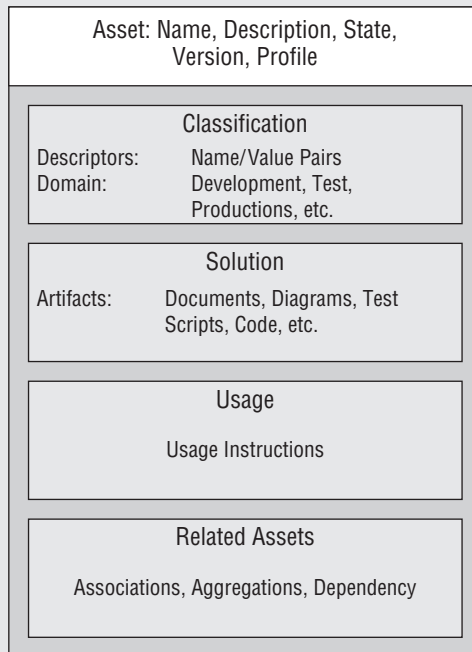 Asset: Name, Description, State,
Version, Profile
Classification
Descriptors: Name/Value Pairs
Domain: Development, Test,
Productions, etc.
Solution
Artifacts: Documents, Diagrams, Test
Scripts, Code, etc.
Usage
Usage Instructions
Related Assets
Associations, Aggregations, Dependency